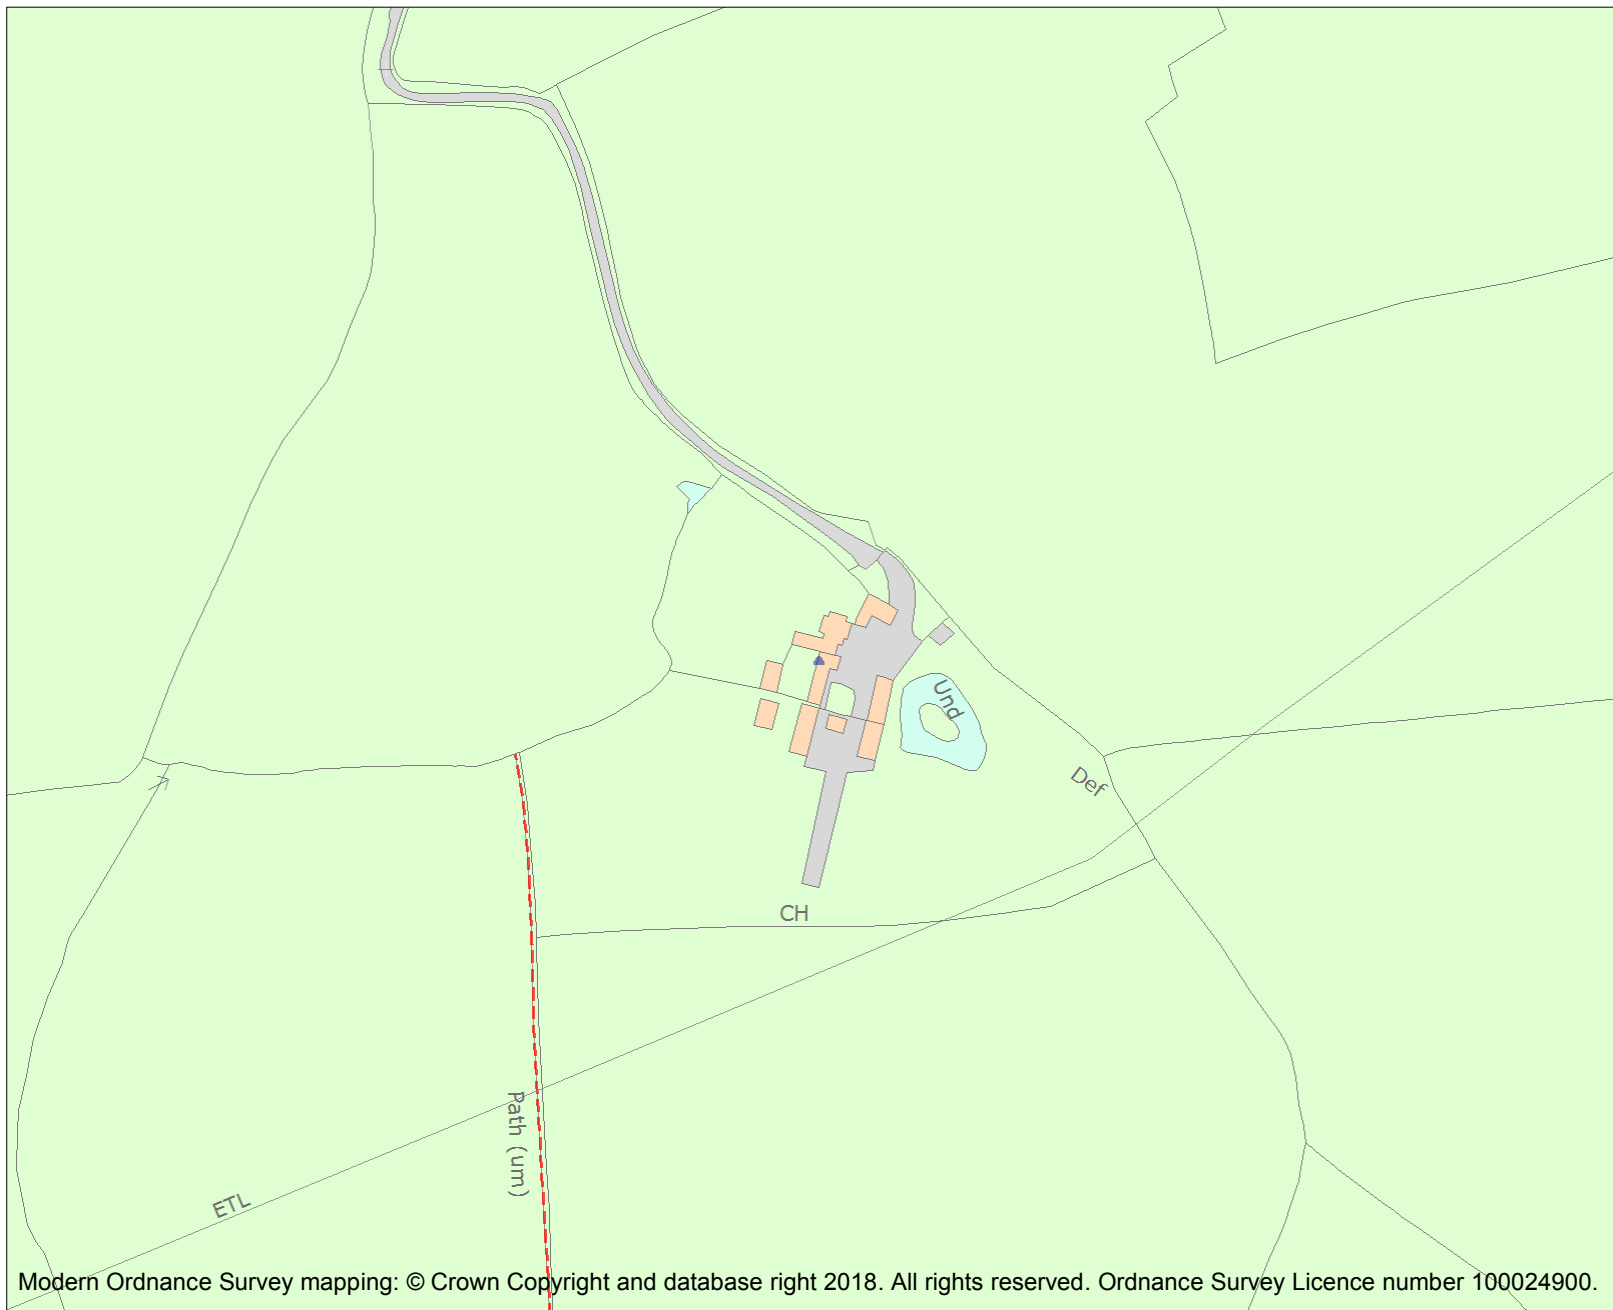 Und
Def
CH
Path (um)
ETL
Modern Ordnance Survey mapping: © Crown Copyright and database right 2018. All rights reserved. Ordnance Survey Licence number 100024900.